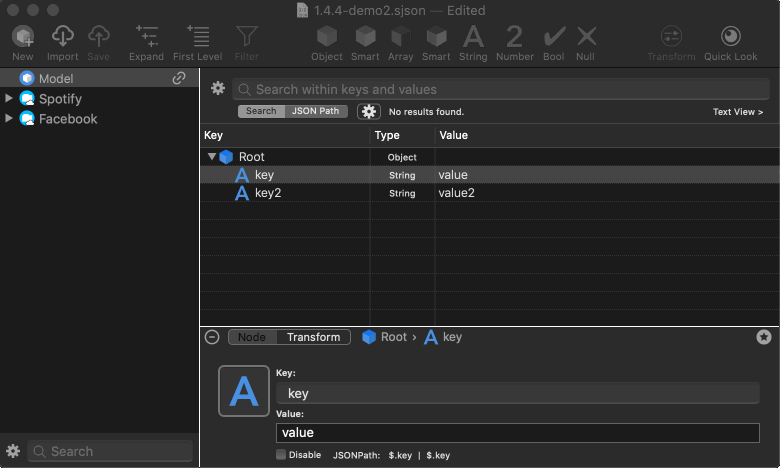 1.4.4-demo2.sjson — Edited
New Import Save Expand First Level Filter Object Smart Array Smart String Number Bool Null Transform Quick Look
Model
Spotify
Facebook
Search within keys and values
Search JSON Path No results found. Text View >
Key Type Value
Root Object
key String value
key2 String value2
Node Transform Root › key
Key:
key
Value:
value
Disable JSONPath: $.key | $.key
Search